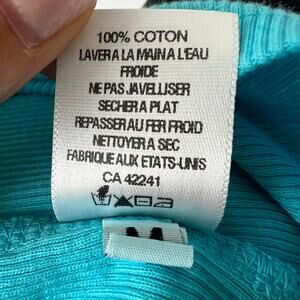 100% COTON
LAVER A LA MAIN A L'EAU
FROIDE
NE PAS JAVELLISER
SECHER A PLAT
REPASSER AU FER FROID
NETTOYER A SEC
FABRIQUE AUX ETATS-UNIS
CA 42241
M